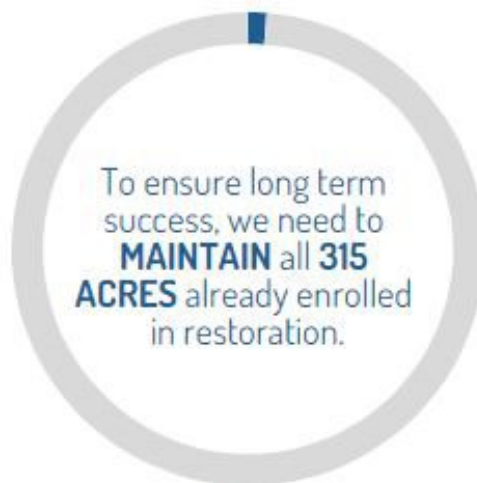 To ensure long term
success, we need to
MAINTAIN all 315
ACRES already enrolled
in restoration.